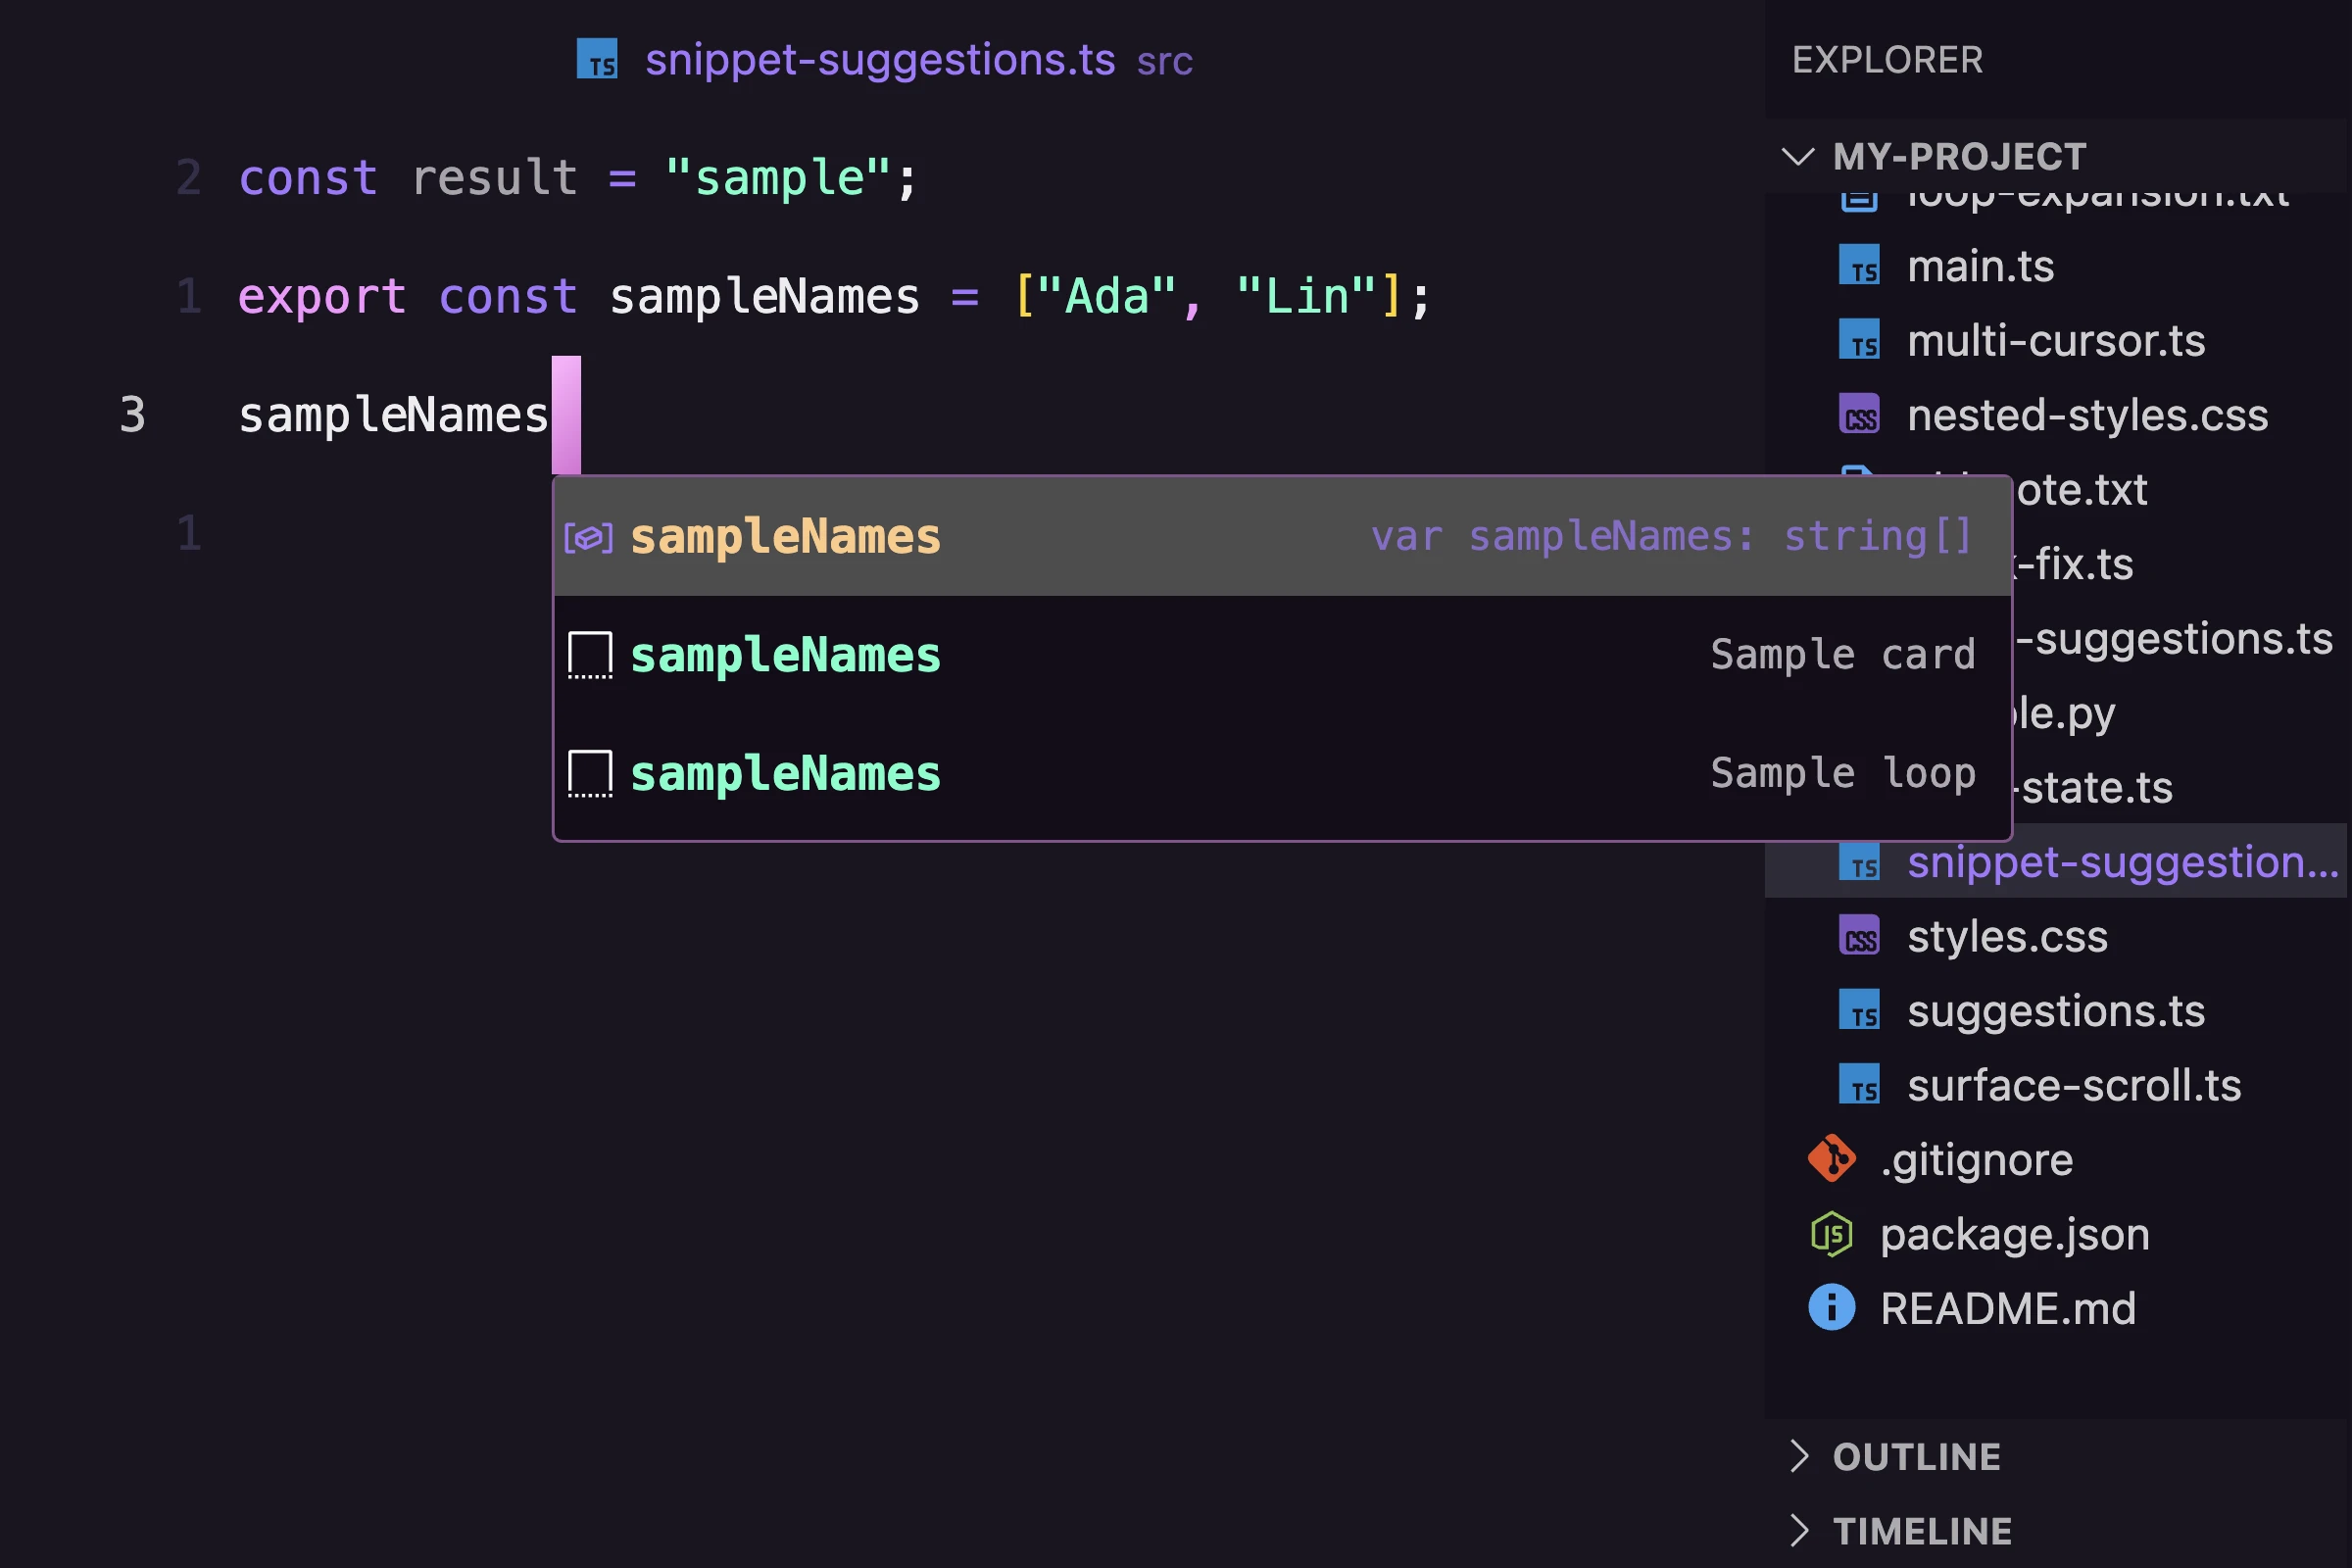 snippet-suggestions.ts src
2 const result = "sample";
1 export const sampleNames = ["Ada", "Lin"];
3 sampleNames
1
sampleNames var sampleNames: string[]
sampleNames Sample card
sampleNames Sample loop
EXPLORER
MY-PROJECT
loop-expansion.txt
main.ts
multi-cursor.ts
nested-styles.css
ote.txt
-fix.ts
-suggestions.ts
le.py
-state.ts
snippet-suggestion...
styles.css
suggestions.ts
surface-scroll.ts
.gitignore
package.json
README.md
OUTLINE
TIMELINE